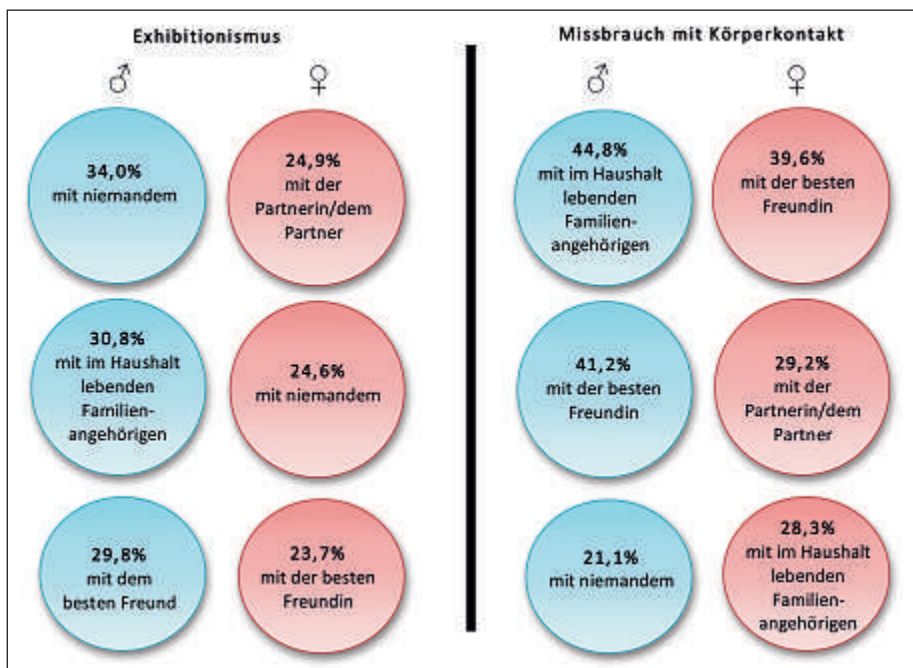 Exhibitionismus
♂
♀
34,0%
mit niemandem
24,9%
mit der
Partnerin/dem
Partner
30,8%
mit im Haushalt
lebenden
Familien-
angehörigen
24,6%
mit niemandem
29,8%
mit dem
besten Freund
23,7%
mit der besten
Freundin
Missbrauch mit Körperkontakt
♂
♀
44,8%
mit im Haushalt
lebenden
Familien-
angehörigen
39,6%
mit der besten
Freundin
41,2%
mit der besten
Freundin
29,2%
mit der
Partnerin/dem
Partner
21,1%
mit niemandem
28,3%
mit im Haushalt
lebenden
Familien-
angehörigen